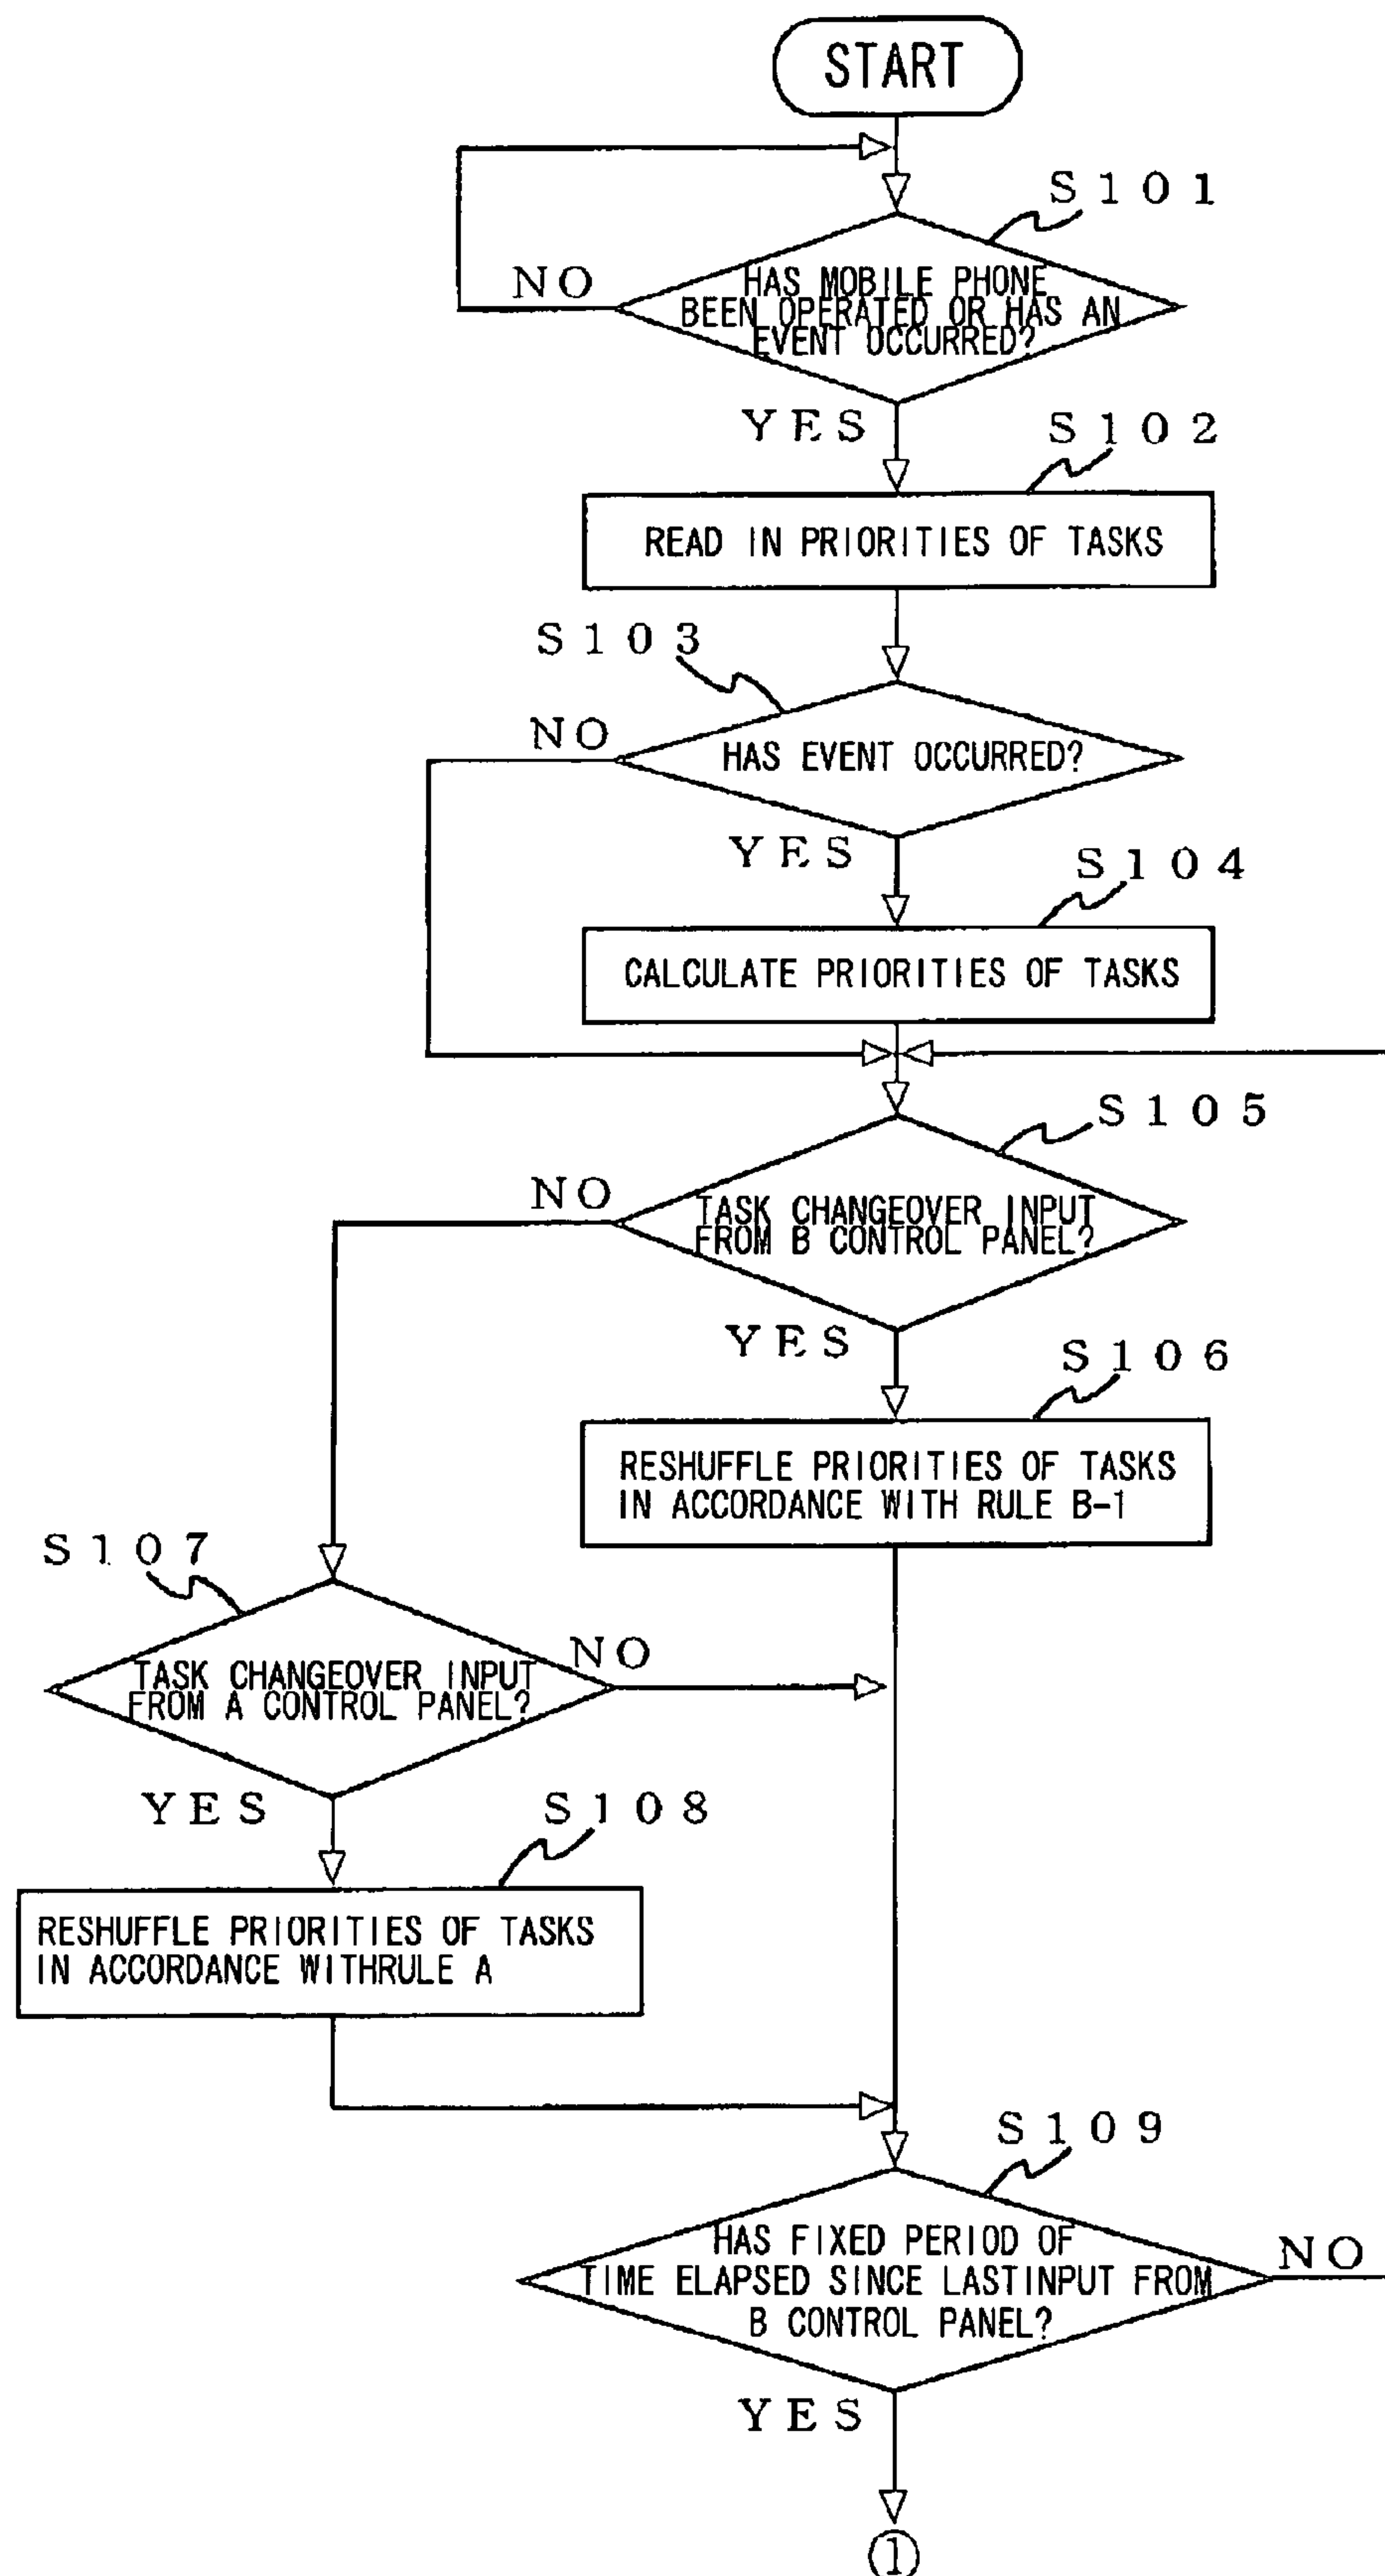 START
S101
HAS MOBILE PHONE
BEEN OPERATED OR HAS AN
EVENT OCCURRED?
NO
YES
S102
READ IN PRIORITIES OF TASKS
S103
NO
HAS EVENT OCCURRED?
YES
S104
CALCULATE PRIORITIES OF TASKS
S105
NO
TASK CHANGEOVER INPUT
FROM B CONTROL PANEL?
YES
S106
RESHUFFLE PRIORITIES OF TASKS
IN ACCORDANCE WITH RULE B-1
S107
TASK CHANGEOVER INPUT
FROM A CONTROL PANEL?
NO
YES
S108
RESHUFFLE PRIORITIES OF TASKS
IN ACCORDANCE WITHRULE A
S109
HAS FIXED PERIOD OF
TIME ELAPSED SINCE LASTINPUT FROM
B CONTROL PANEL?
NO
YES
①